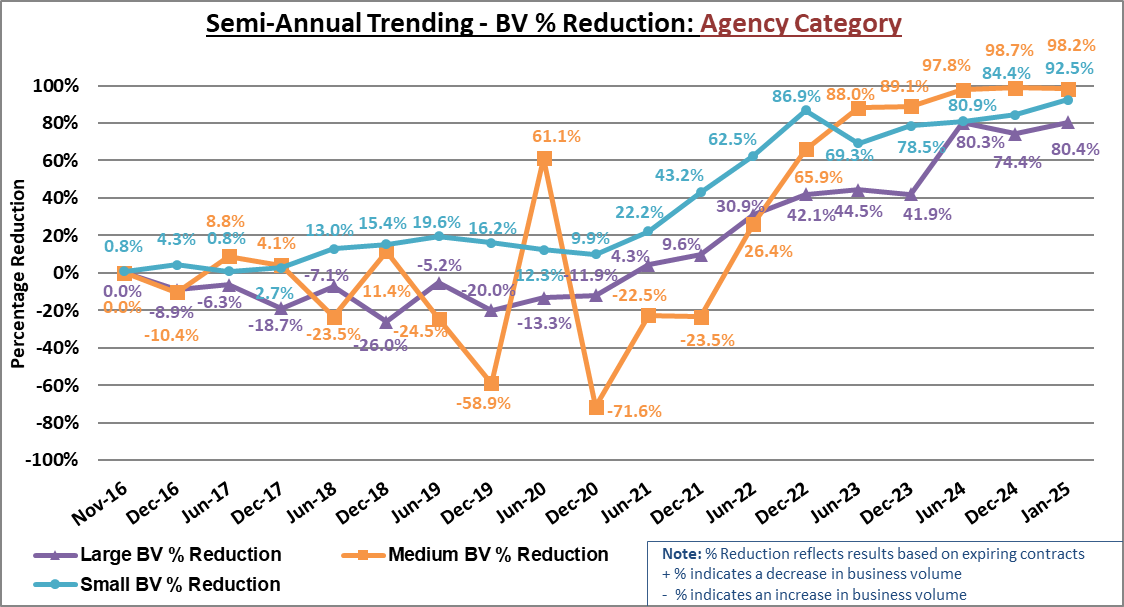 Semi-Annual Trending - BV % Reduction: Agency Category
Percentage Reduction
100%
80%
60%
40%
20%
0%
-20%
-40%
-60%
-80%
-100%
0.8% 4.3% 0.8% 2.7% 13.0% 15.4% 19.6% 16.2% 12.3% 9.9% 22.2% 43.2% 62.5% 86.9% 69.3% 78.5% 80.9% 84.4% 92.5%
0.0% -10.4% 8.8% 4.1% -23.5% 11.4% -24.5% -58.9% 61.1% -71.6% -22.5% -23.5% 26.4% 65.9% 88.0% 89.1% 97.8% 98.7% 98.2%
0.0% -8.9% -6.3% -18.7% -7.1% -26.0% -5.2% -20.0% -13.3% -11.9% 4.3% 9.6% 30.9% 42.1% 44.5% 41.9% 80.3% 74.4% 80.4%
Nov-16 Dec-16 Jun-17 Dec-17 Jun-18 Dec-18 Jun-19 Dec-19 Jun-20 Dec-20 Jun-21 Dec-21 Jun-22 Dec-22 Jun-23 Dec-23 Jun-24 Dec-24 Jan-25
Large BV % Reduction
Medium BV % Reduction
Small BV % Reduction
Note: % Reduction reflects results based on expiring contracts
+ % indicates a decrease in business volume
- % indicates an increase in business volume